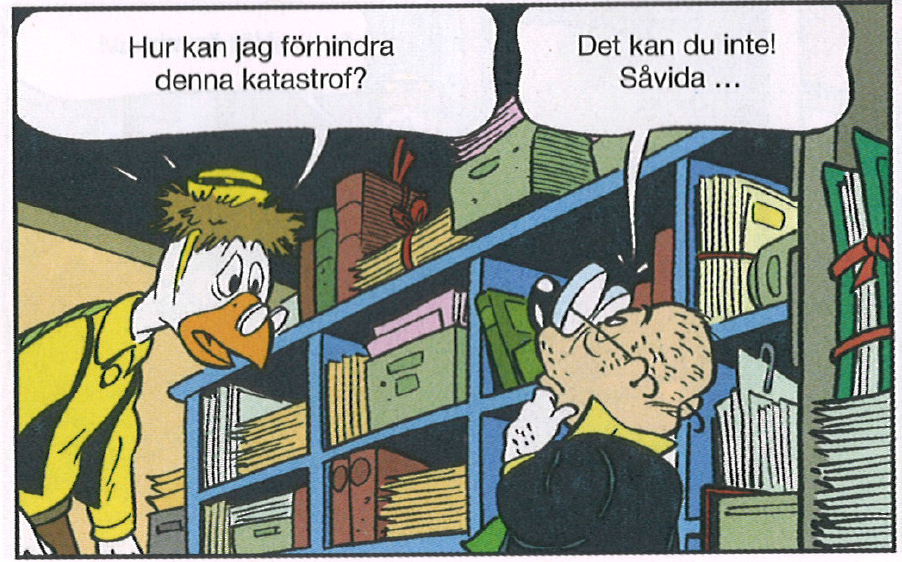 Hur kan jag förhindra
denna katastrof?
Det kan du inte!
Såvida ...